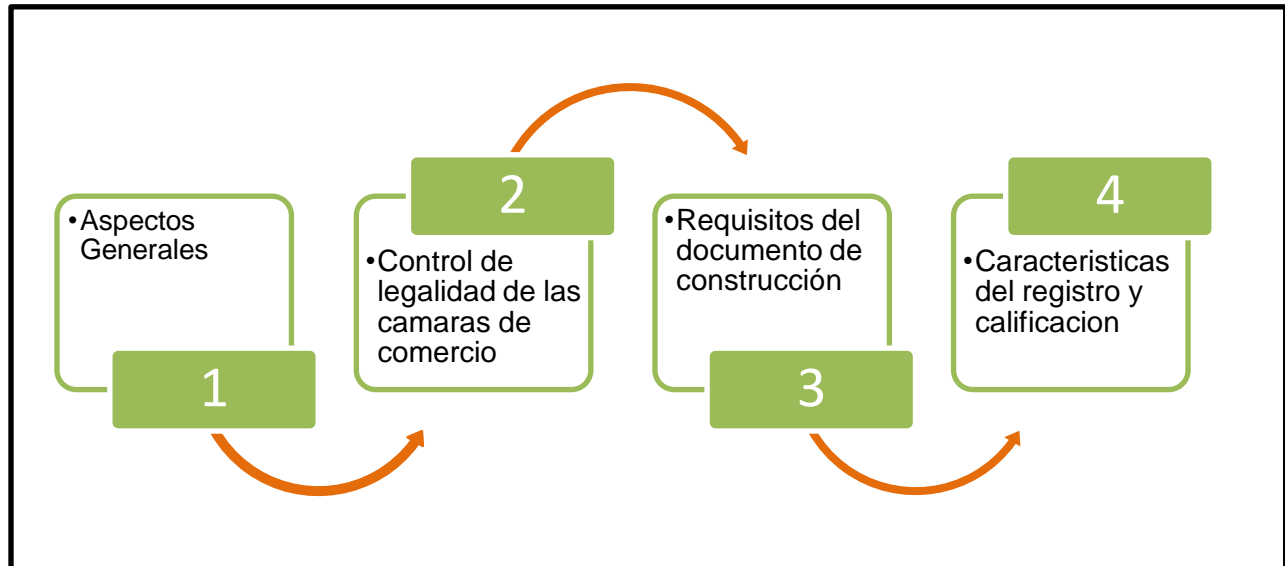 •Aspectos
Generales
1
2
•Control de
legalidad de las
camaras de
comercio
•Requisitos del
documento de
construcción
3
4
•Caracteristicas
del registro y
calificacion